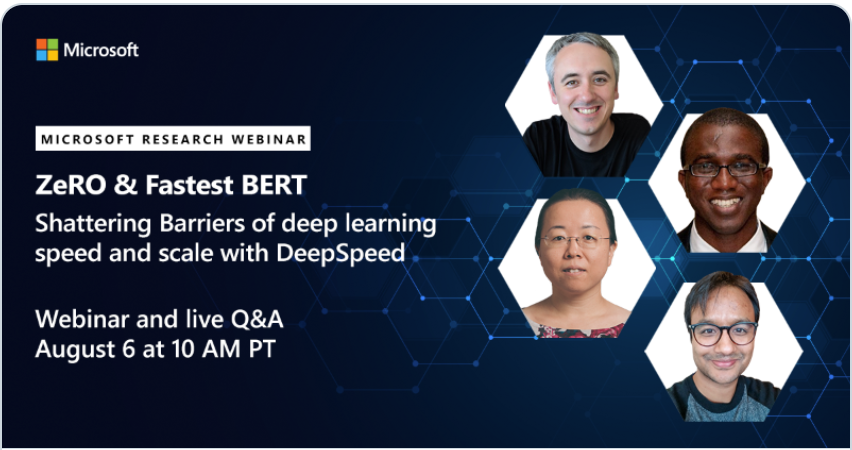 Microsoft
MICROSOFT RESEARCH WEBINAR
ZeRO & Fastest BERT
Shattering Barriers of deep learning
speed and scale with DeepSpeed
Webinar and live Q&A
August 6 at 10 AM PT